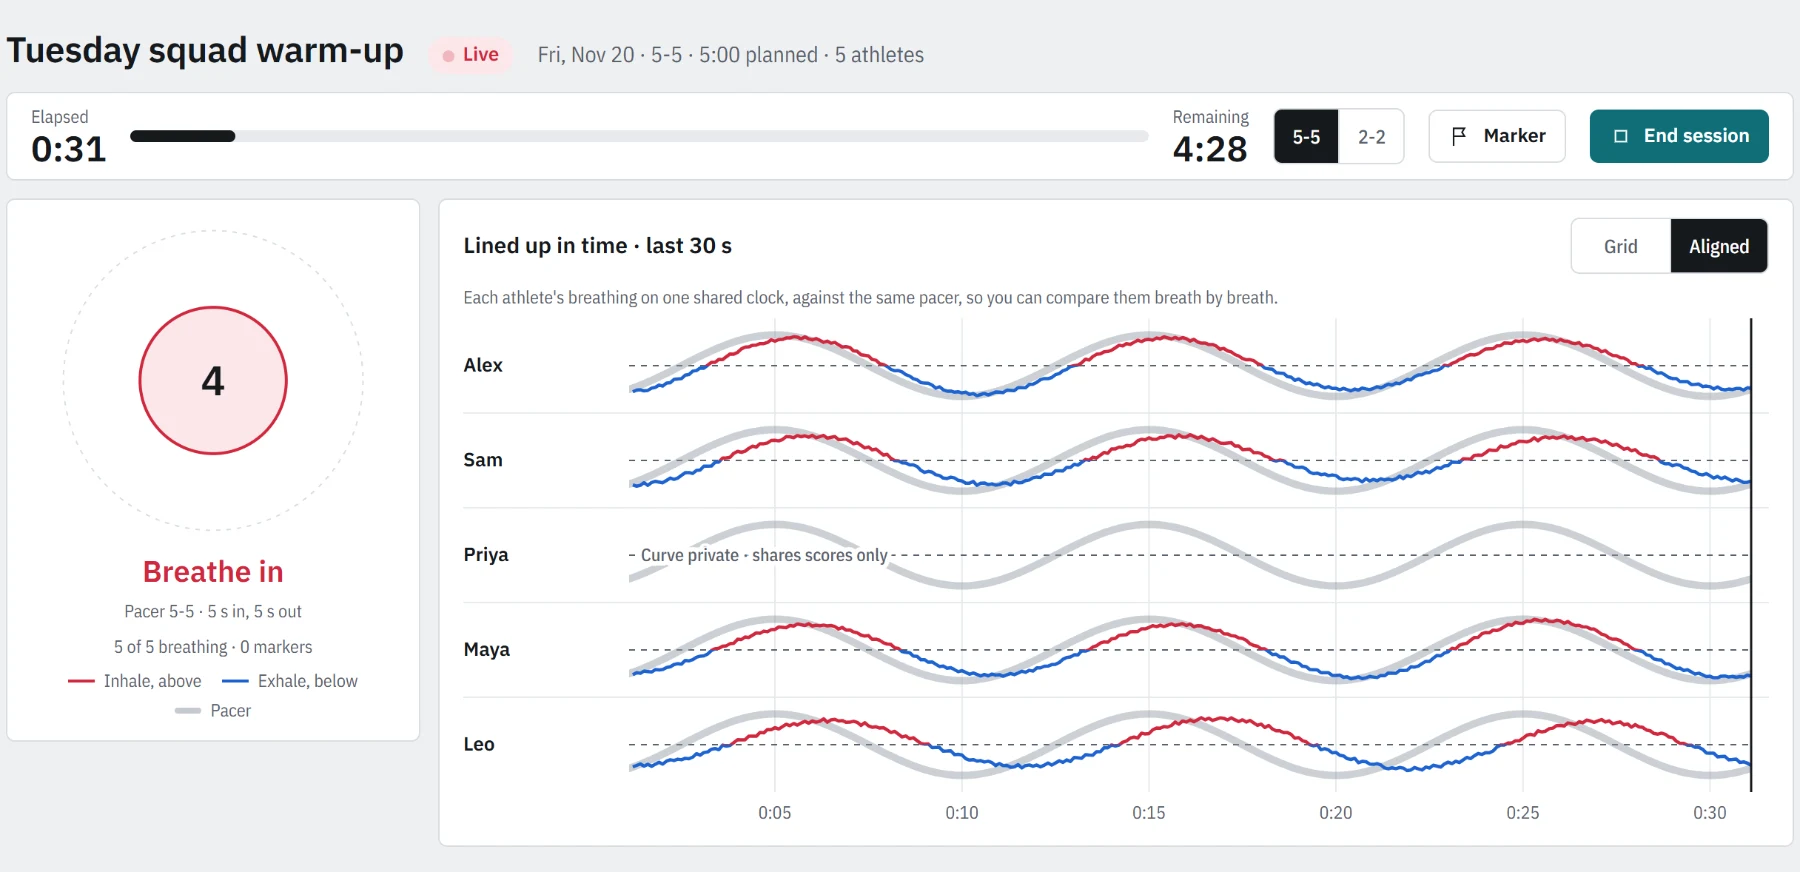 Tuesday squad warm-up
Live
Fri, Nov 20 · 5-5 · 5:00 planned · 5 athletes
Elapsed
0:31
Remaining
4:28
5-5
2-2
Marker
End session
4
Breathe in
Pacer 5-5 · 5 s in, 5 s out
5 of 5 breathing · 0 markers
Inhale, above
Exhale, below
Pacer
Lined up in time · last 30 s
Grid
Aligned
Each athlete's breathing on one shared clock, against the same pacer, so you can compare them breath by breath.
Alex
Sam
Priya
Curve private · shares scores only
Maya
Leo
0:05
0:10
0:15
0:20
0:25
0:30